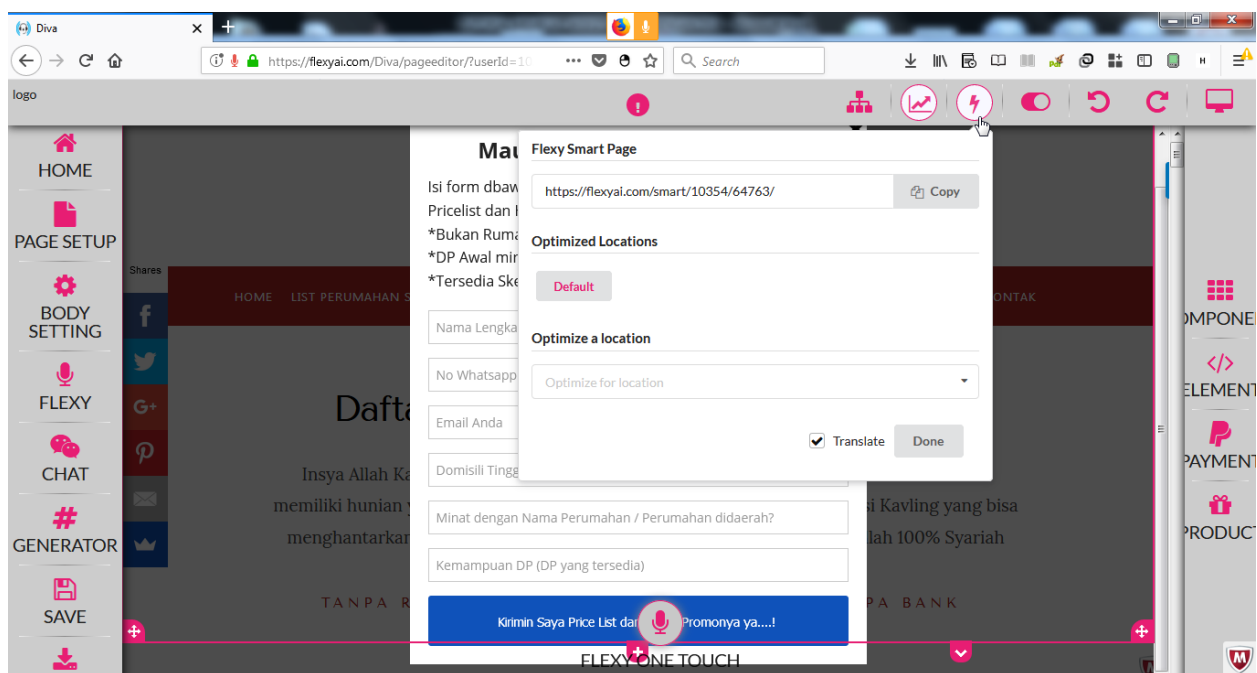 Diva
https://flexyai.com/Diva/pageeditor/?userId=10
Search
logo
HOME
PAGE SETUP
BODY
SETTING
FLEXY
CHAT
GENERATOR
SAVE
Shares
HOME LIST PERUMAHAN S
ONTAK
Dafta
Insya Allah Ka
memiliki hunian y
si Kavling yang bisa
menghantarkan
lah 100% Syariah
TANPA R
PA BANK
Mau
Isi form dbaw
Pricelist dan
*Bukan Ruma
*DP Awal min
*Tersedia Ske
Nama Lengka
No Whatsapp
Email Anda
Domisili Tingg
Minat dengan Nama Perumahan / Perumahan didaerah?
Kemampuan DP (DP yang tersedia)
Kirimin Saya Price List dan Promonya ya....!
FLEXY ONE TOUCH
Flexy Smart Page
https://flexyai.com/smart/10354/64763/
Copy
Optimized Locations
Default
Optimize a location
Optimize for location
Translate
Done
OMPONE
ELEMENT
PAYMENT
PRODUCT